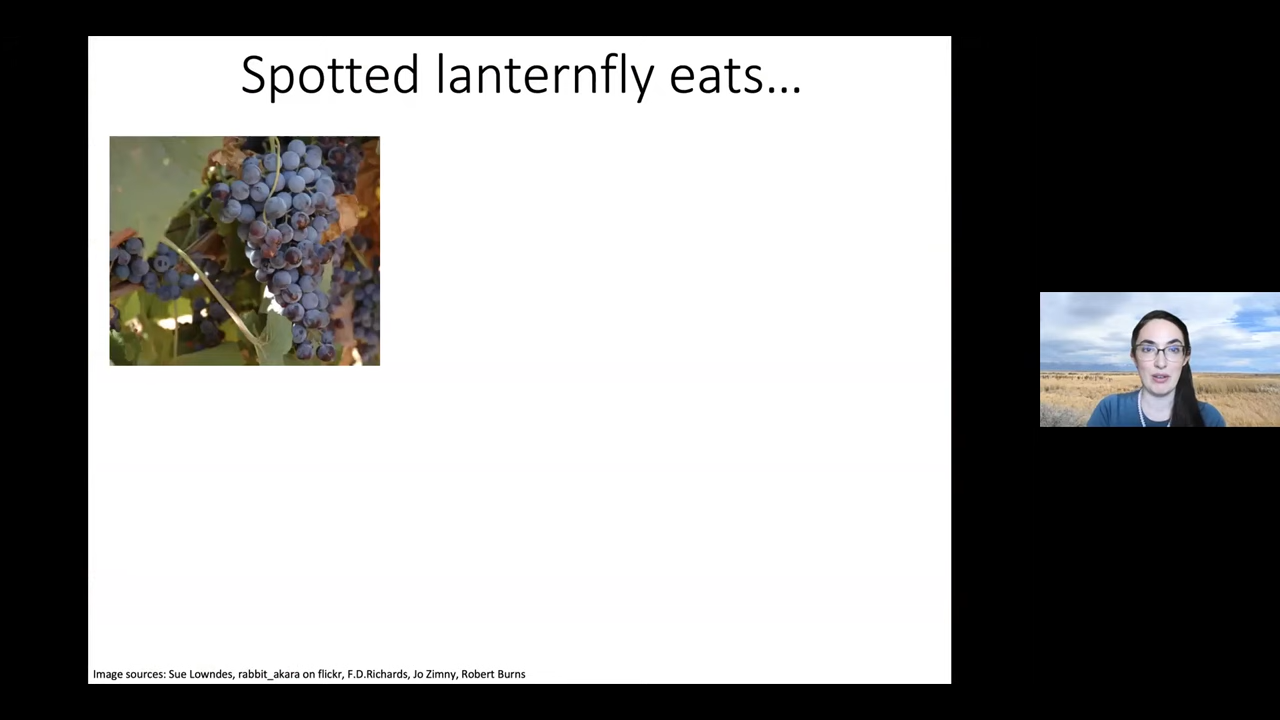 Spotted lanternfly eats...
Image sources: Sue Lowndes, rabbit_akara on flickr, F.D.Richards, Jo Zimny, Robert Burns